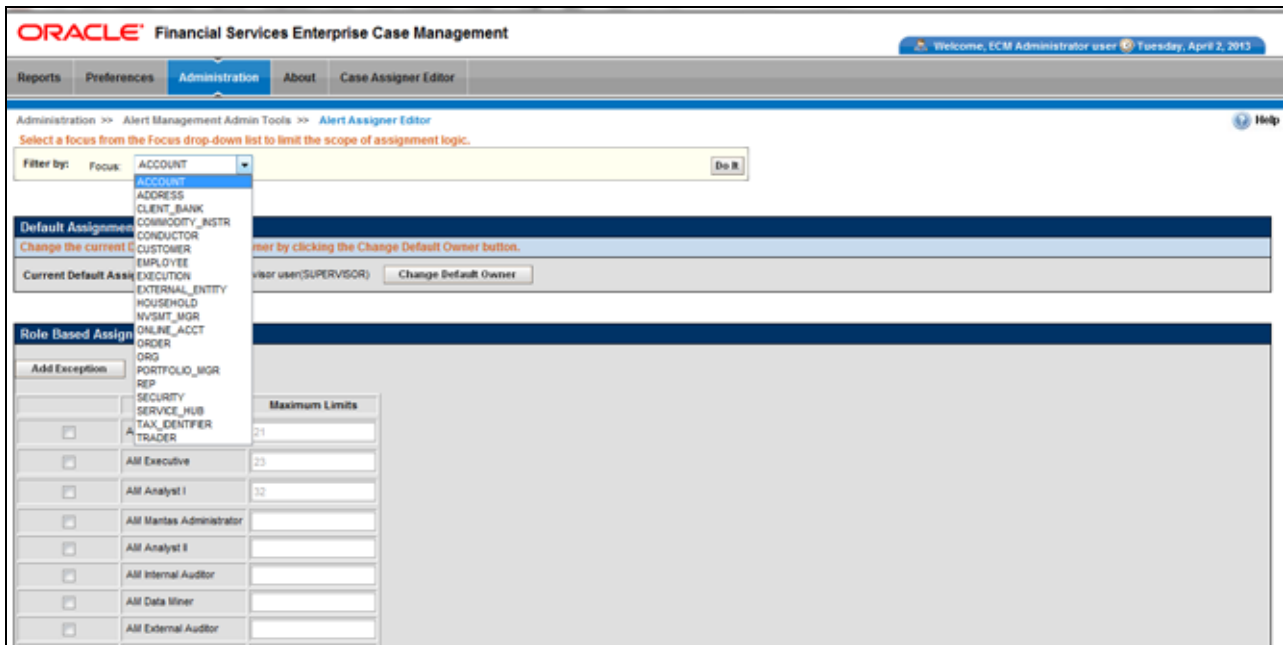 ORACLE Financial Services Enterprise Case Management
Welcome, ECM Administrator user Tuesday, April 2, 2013
Reports Preferences Administration About Case Assigner Editor
Administration >> Alert Management Admin Tools >> Alert Assigner Editor Help
Select a focus from the Focus drop-down list to limit the scope of assignment logic.
Filter by: Focus: ACCOUNT Do It
ACCOUNT
ADDRESS
CLIENT_BANK
COMMODITY_INSTR
CONDUCTOR
CUSTOMER
EMPLOYEE
EXECUTION
EXTERNAL_ENTITY
HOUSEHOLD
NVSMT_MGR
ONLINE_ACCT
ORDER
ORG
PORTFOLIO_MGR
REP
SECURITY
SERVICE_HUB
TAX_IDENTIFIER
TRADER
Default Assignmen
Change the current D ner by clicking the Change Default Owner button.
Current Default Assig visor user(SUPERVISOR) Change Default Owner
Role Based Assign
Add Exception
Maximum Limits
A 21
AM Executive 23
AM Analyst I 32
AM Mantas Administrator
AM Analyst II
AM Internal Auditor
AM Data Miner
AM External Auditor